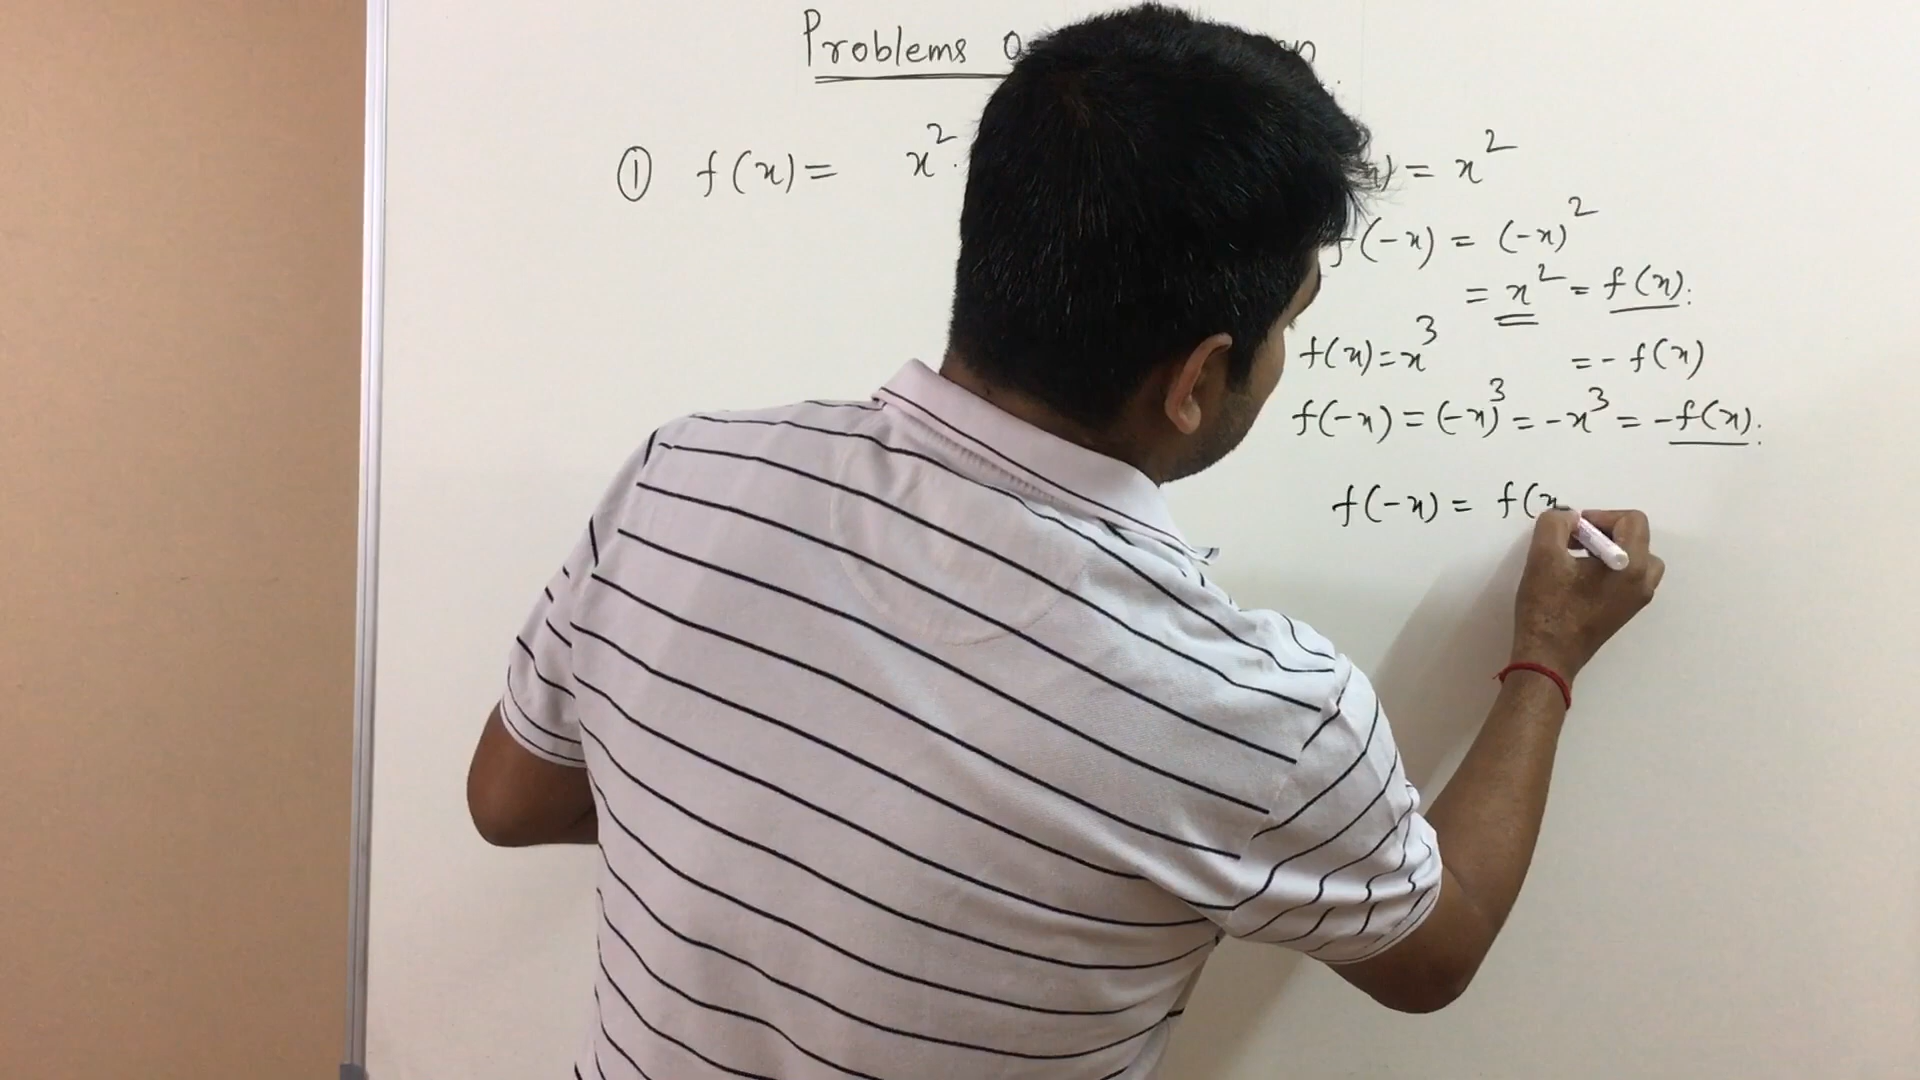 Problems
① f(x) = x².
= x²
f(-x) = (-x)²
= x² = f(x).
f(x) = x³ = - f(x)
f(-x) = (-x)³ = -x³ = -f(x).
f(-x) = f(x